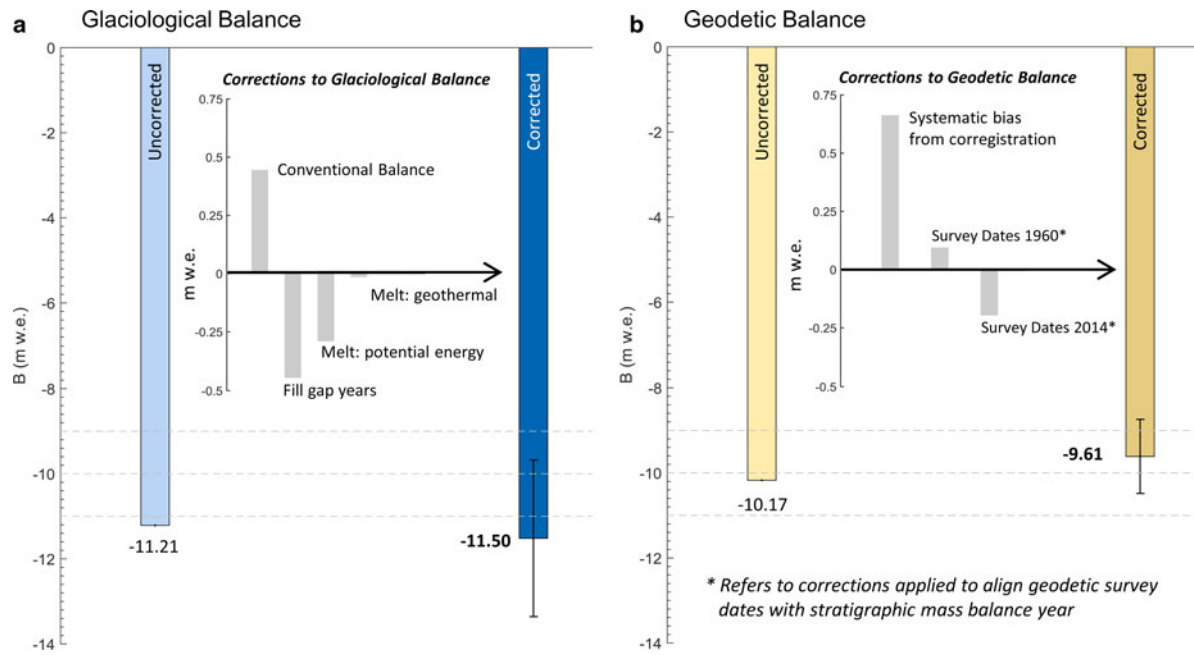 a
Glaciological Balance
0
-2
-4
-6
-8
-10
-12
-14
B (m w.e.)
Uncorrected
-11.21
Corrections to Glaciological Balance
0.75
0.5
0.25
0
-0.25
-0.5
m w.e.
Conventional Balance
Melt: geothermal
Melt: potential energy
Fill gap years
Corrected
-11.50
b
Geodetic Balance
0
-2
-4
-6
-8
-10
-12
-14
B (m w.e.)
Uncorrected
-10.17
Corrections to Geodetic Balance
0.75
0.5
0.25
0
-0.25
-0.5
m w.e.
Systematic bias
from corregistration
Survey Dates 1960*
Survey Dates 2014*
Corrected
-9.61
* Refers to corrections applied to align geodetic survey
dates with stratigraphic mass balance year